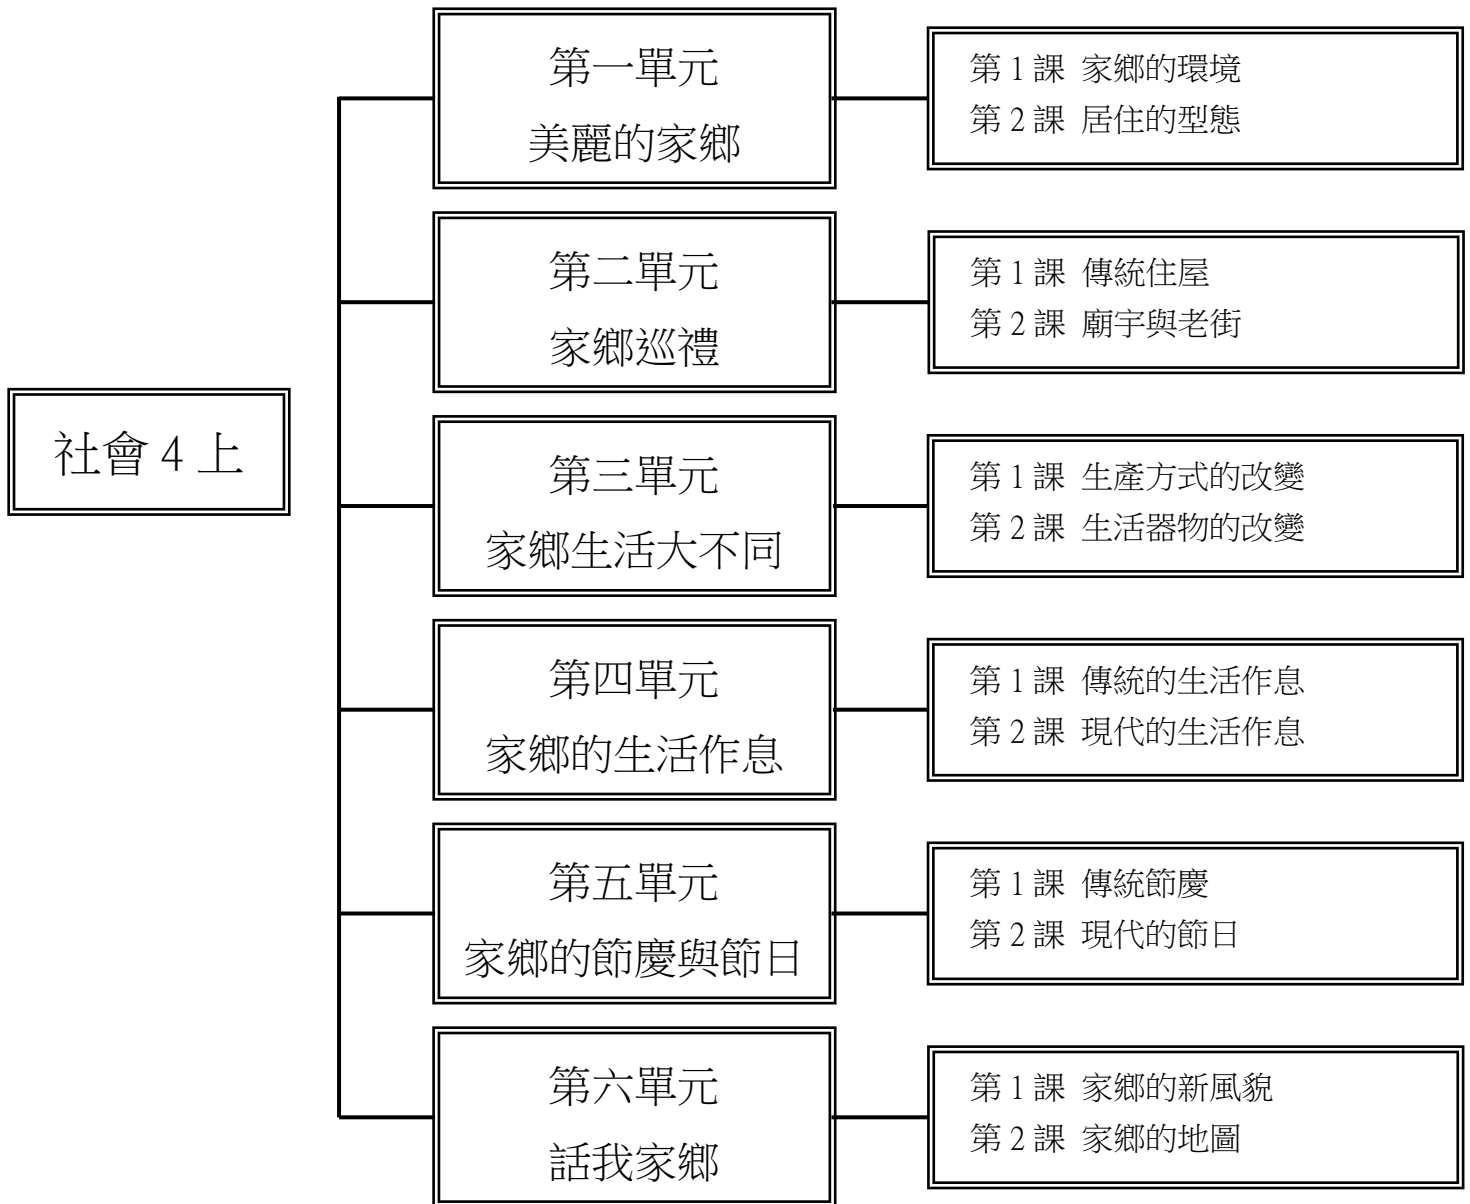 社會 4 上
第一單元
美麗的家鄉
第 1 課 家鄉的環境
第 2 課 居住的型態
第二單元
家鄉巡禮
第 1 課 傳統住屋
第 2 課 廟宇與老街
第三單元
家鄉生活大不同
第 1 課 生產方式的改變
第 2 課 生活器物的改變
第四單元
家鄉的生活作息
第 1 課 傳統的生活作息
第 2 課 現代的生活作息
第五單元
家鄉的節慶與節日
第 1 課 傳統節慶
第 2 課 現代的節日
第六單元
話我家鄉
第 1 課 家鄉的新風貌
第 2 課 家鄉的地圖